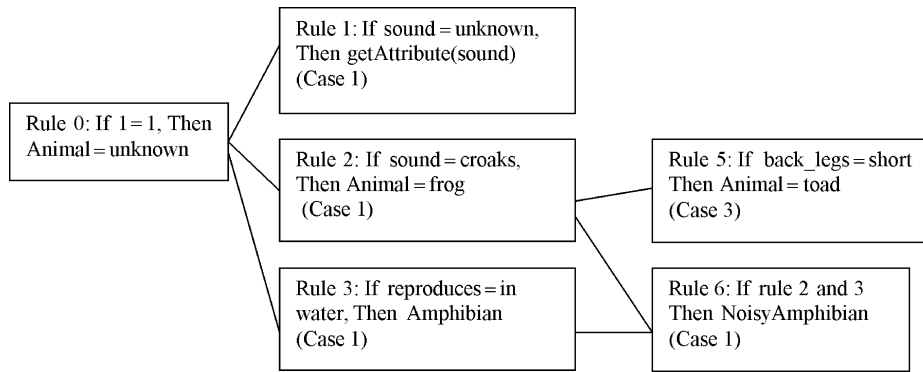 Rule 1: If sound = unknown,
Then getAttribute(sound)
(Case 1)
Rule 0: If 1 = 1, Then
Animal = unknown
Rule 2: If sound = croaks,
Then Animal = frog
(Case 1)
Rule 5: If back_legs = short
Then Animal = toad
(Case 3)
Rule 3: If reproduces = in
water, Then Amphibian
(Case 1)
Rule 6: If rule 2 and 3
Then NoisyAmphibian
(Case 1)